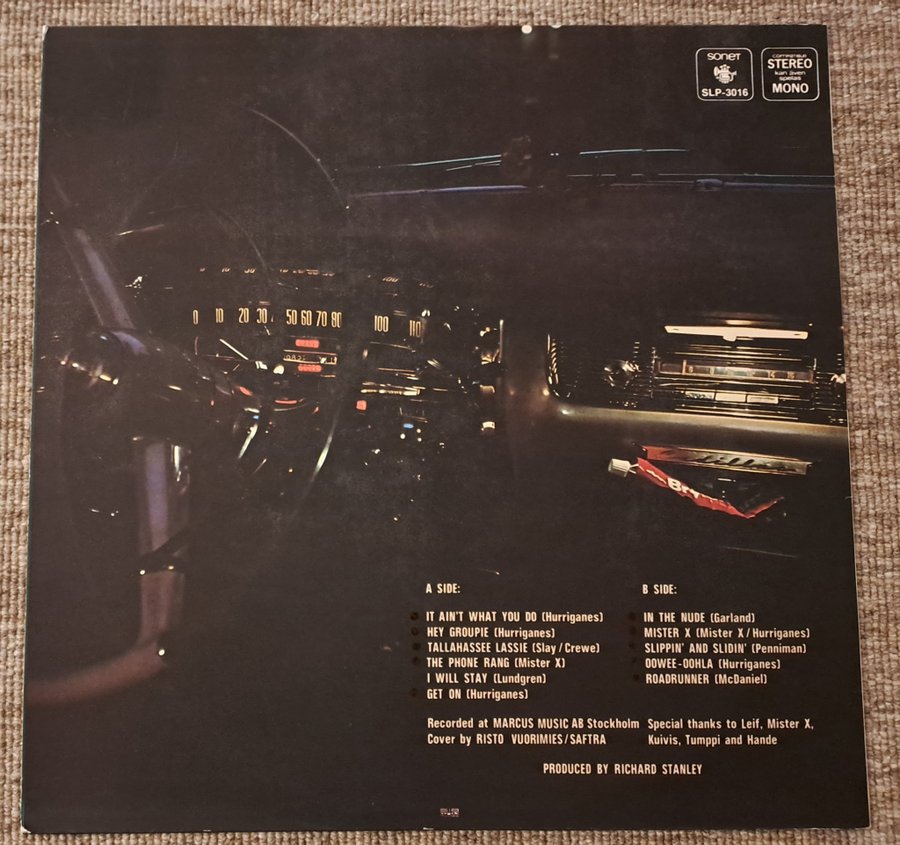 SONET
SLP-3016
COMPATIBLE
STEREO
kan även
spelas
MONO
0 10 20 30 50 60 70 80 100 110
A SIDE:
IT AIN'T WHAT YOU DO (Hurriganes)
HEY GROUPIE (Hurriganes)
TALLAHASSEE LASSIE (Slay/Crewe)
THE PHONE RANG (Mister X)
I WILL STAY (Lundgren)
GET ON (Hurriganes)
B SIDE:
IN THE NUDE (Garland)
MISTER X (Mister X/Hurriganes)
SLIPPIN' AND SLIDIN' (Penniman)
OOWEE-OOHLA (Hurriganes)
ROADRUNNER (McDaniel)
Recorded at MARCUS MUSIC AB Stockholm
Cover by RISTO VUORIMIES/SAFTRA
Special thanks to Leif, Mister X,
Kuivis, Tumppi and Hande
PRODUCED BY RICHARD STANLEY